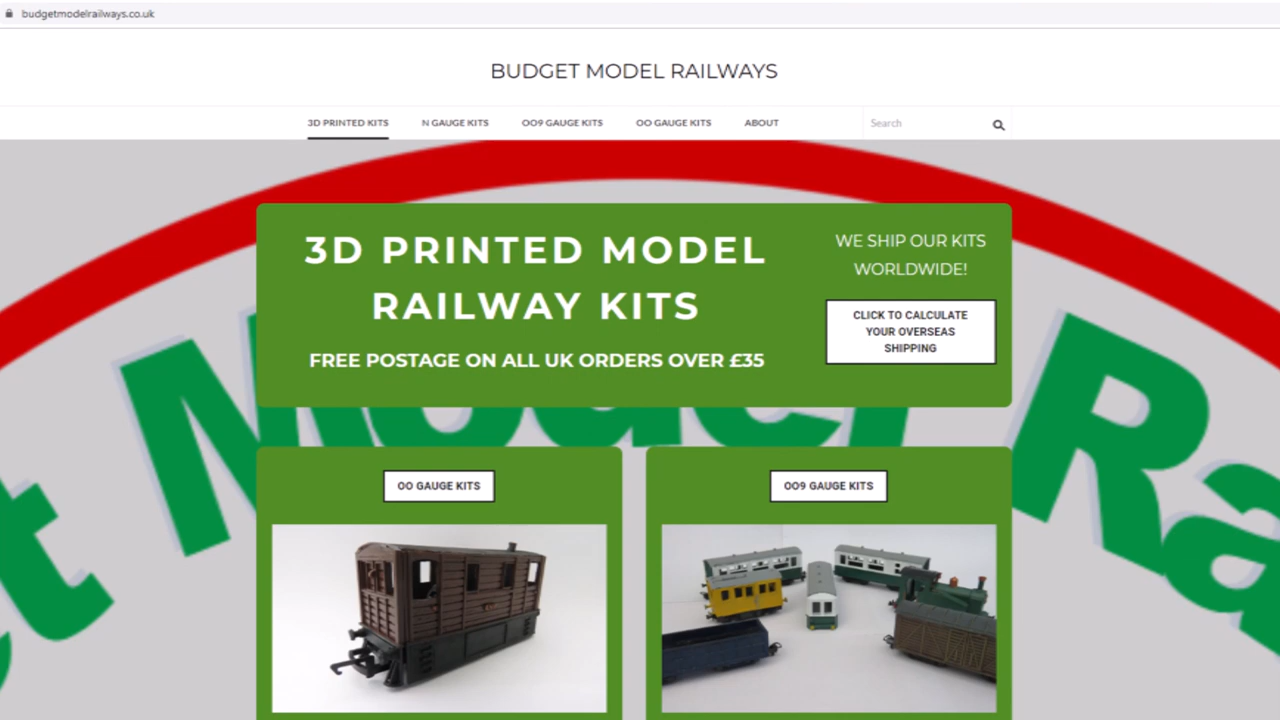 budgetmodelrailways.co.uk
BUDGET MODEL RAILWAYS
3D PRINTED KITS
N GAUGE KITS
OO9 GAUGE KITS
OO GAUGE KITS
ABOUT
Search
3D PRINTED MODEL
RAILWAY KITS
FREE POSTAGE ON ALL UK ORDERS OVER £35
WE SHIP OUR KITS
WORLDWIDE!
CLICK TO CALCULATE
YOUR OVERSEAS
SHIPPING
t Model Ra
OO GAUGE KITS
OO9 GAUGE KITS